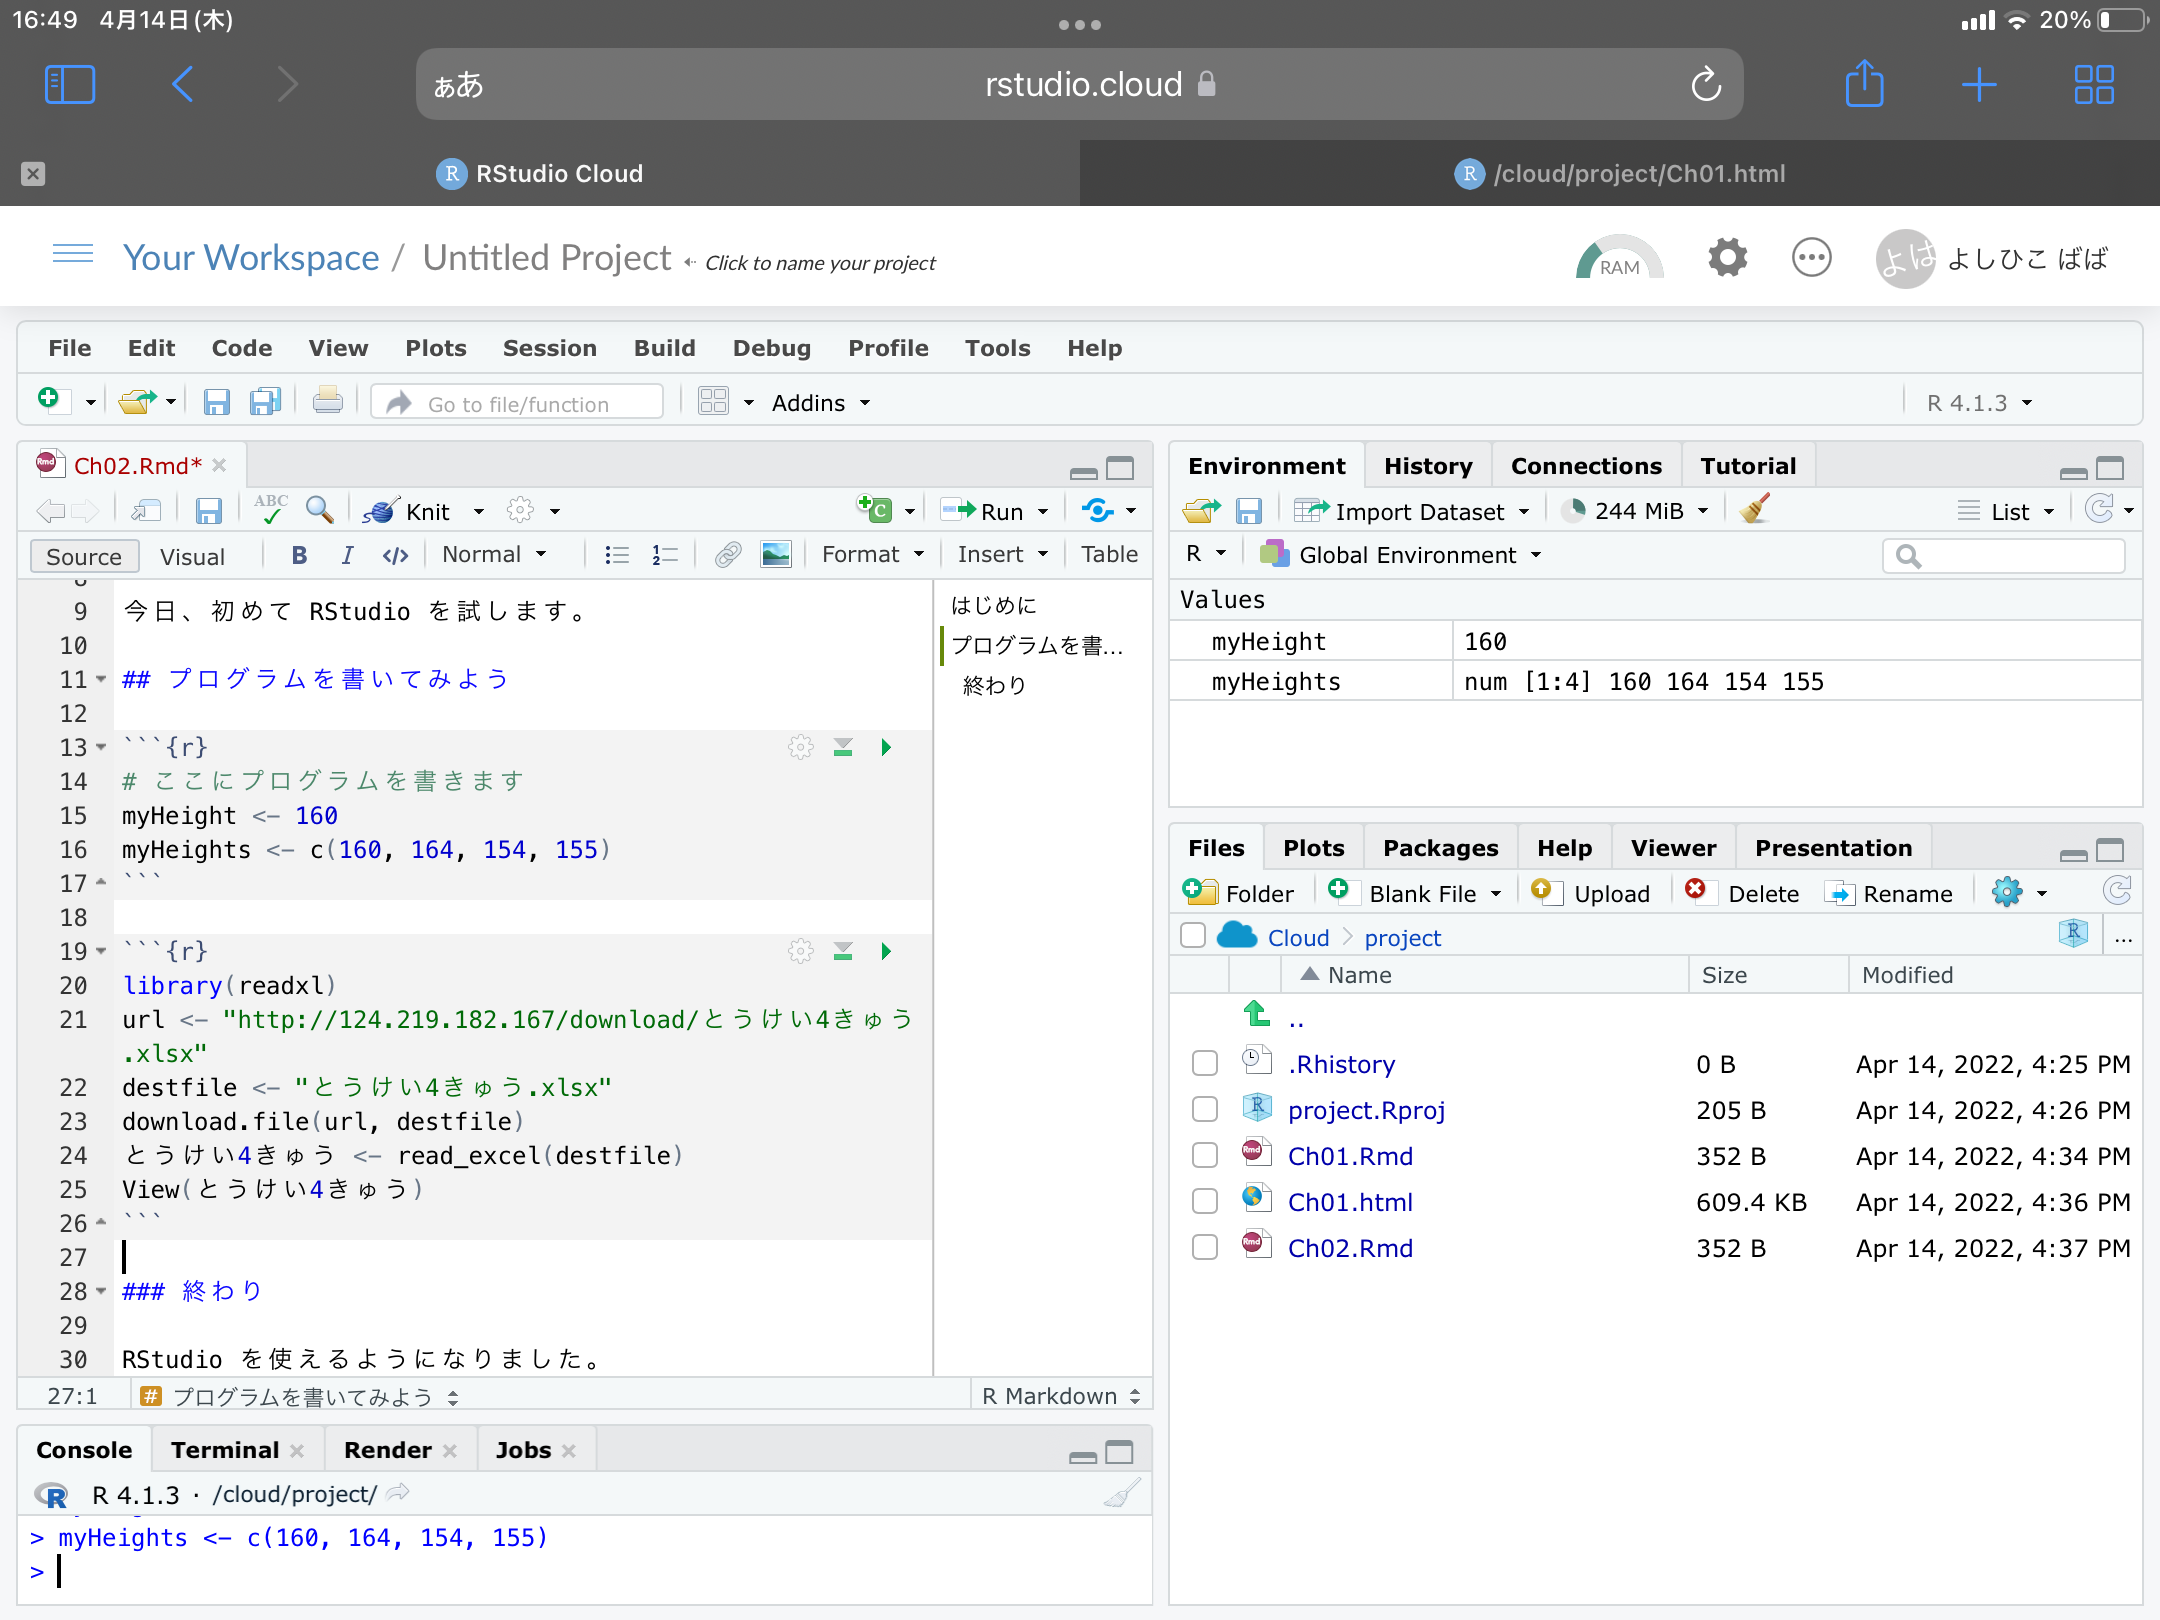 16:49 4月14日(木)
20%
ぁあ rstudio.cloud
RStudio Cloud
/cloud/project/Ch01.html
Your Workspace / Untitled Project Click to name your project
RAM
よは よしひこ ばば
File Edit Code View Plots Session Build Debug Profile Tools Help
Go to file/function
Addins
R 4.1.3
Ch02.Rmd*
ABC
Knit
Run
Source Visual B I </> Normal Format Insert Table
9 今日、初めて RStudio を試します。
10
11 ## プログラムを書いてみよう
12
13 ```{r}
14 # ここにプログラムを書きます
15 myHeight <- 160
16 myHeights <- c(160, 164, 154, 155)
17 ```
18
19 ```{r}
20 library(readxl)
21 url <- "http://124.219.182.167/download/とうけい4きゅう
.xlsx"
22 destfile <- "とうけい4きゅう.xlsx"
23 download.file(url, destfile)
24 とうけい4きゅう <- read_excel(destfile)
25 View(とうけい4きゅう)
26 ```
27
28 ### 終わり
29
30 RStudio を使えるようになりました。
はじめに
プログラムを書...
終わり
27:1 # プログラムを書いてみよう R Markdown
Console Terminal Render Jobs
R 4.1.3 · /cloud/project/
> myHeights <- c(160, 164, 154, 155)
>
Environment History Connections Tutorial
Import Dataset 244 MiB List
R Global Environment
Values
myHeight 160
myHeights num [1:4] 160 164 154 155
Files Plots Packages Help Viewer Presentation
Folder Blank File Upload Delete Rename
Cloud project ...
Name Size Modified
..
.Rhistory 0 B Apr 14, 2022, 4:25 PM
project.Rproj 205 B Apr 14, 2022, 4:26 PM
Ch01.Rmd 352 B Apr 14, 2022, 4:34 PM
Ch01.html 609.4 KB Apr 14, 2022, 4:36 PM
Ch02.Rmd 352 B Apr 14, 2022, 4:37 PM